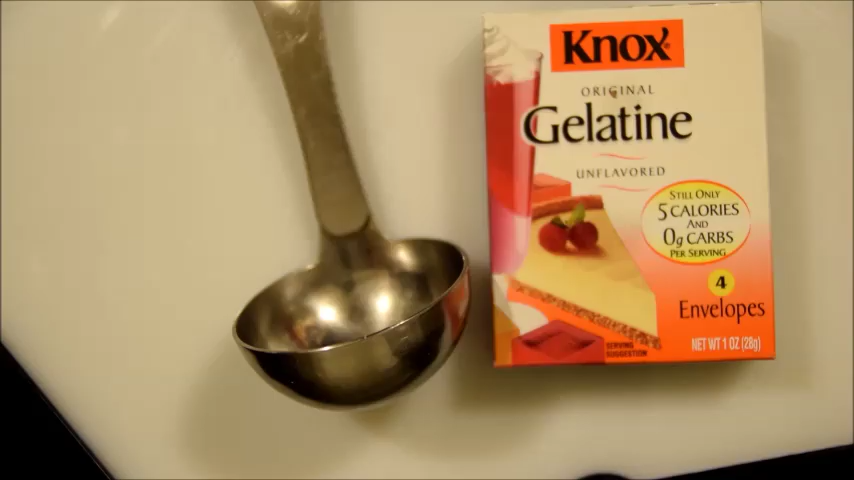 Knox
ORIGINAL
Gelatine
UNFLAVORED
STILL ONLY
5 CALORIES
AND
0g CARBS
PER SERVING
4
Envelopes
SERVING
SUGGESTION
NET WT 1 OZ (28g)